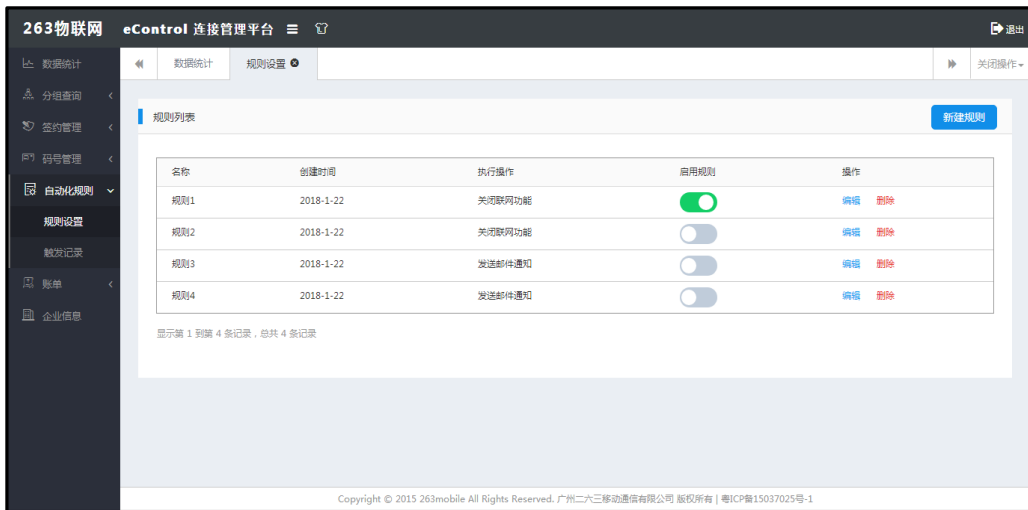 263物联网 eControl 连接管理平台 退出
数据统计 规则设置 关闭操作
数据统计
分组查询
签约管理
码号管理
自动化规则
规则设置
触发记录
账单
企业信息
规则列表 新建规则
名称 创建时间 执行操作 启用规则 操作
规则1 2018-1-22 关闭联网功能 编辑 删除
规则2 2018-1-22 关闭联网功能 编辑 删除
规则3 2018-1-22 发送邮件通知 编辑 删除
规则4 2018-1-22 发送邮件通知 编辑 删除
显示第 1 到第 4 条记录，总共 4 条记录
Copyright © 2015 263mobile All Rights Reserved. 广州二六三移动通信有限公司 版权所有 | 粤ICP备15037025号-1